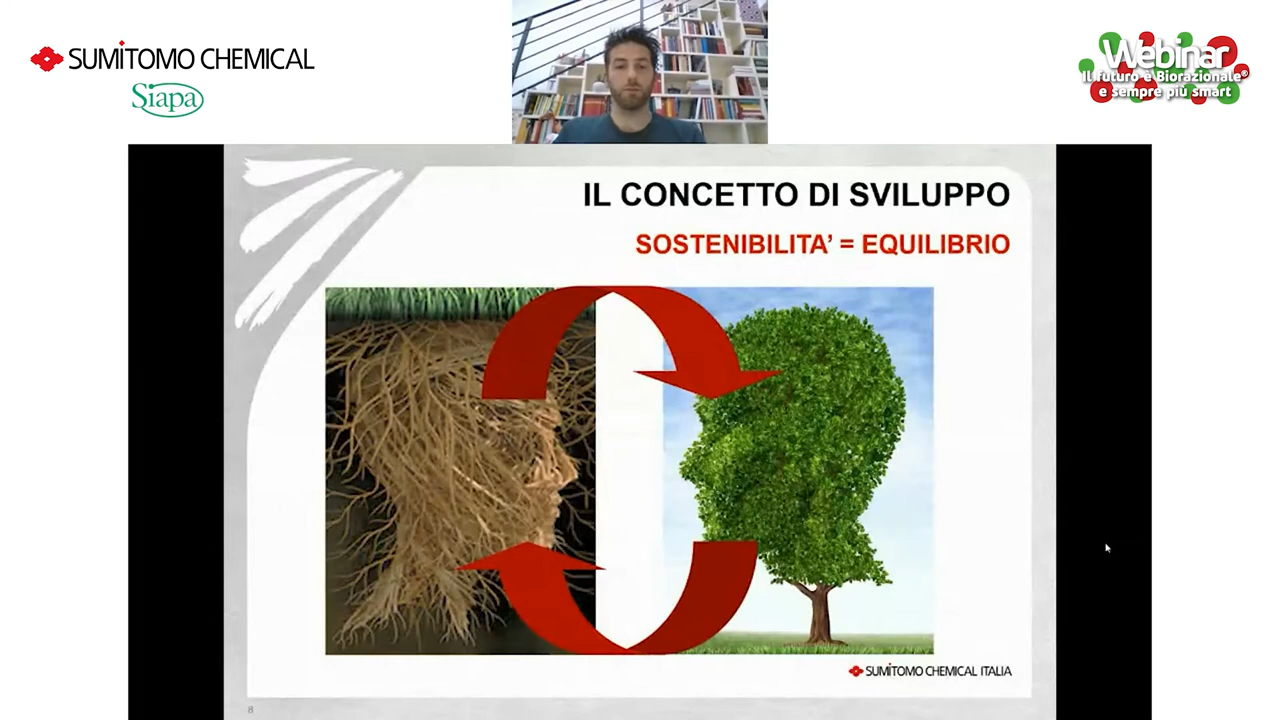 SUMITOMO CHEMICAL
Siapa
Webinar
Il futuro è Biorazionale®
e sempre più smart
IL CONCETTO DI SVILUPPO
SOSTENIBILITA' = EQUILIBRIO
SUMITOMO CHEMICAL ITALIA